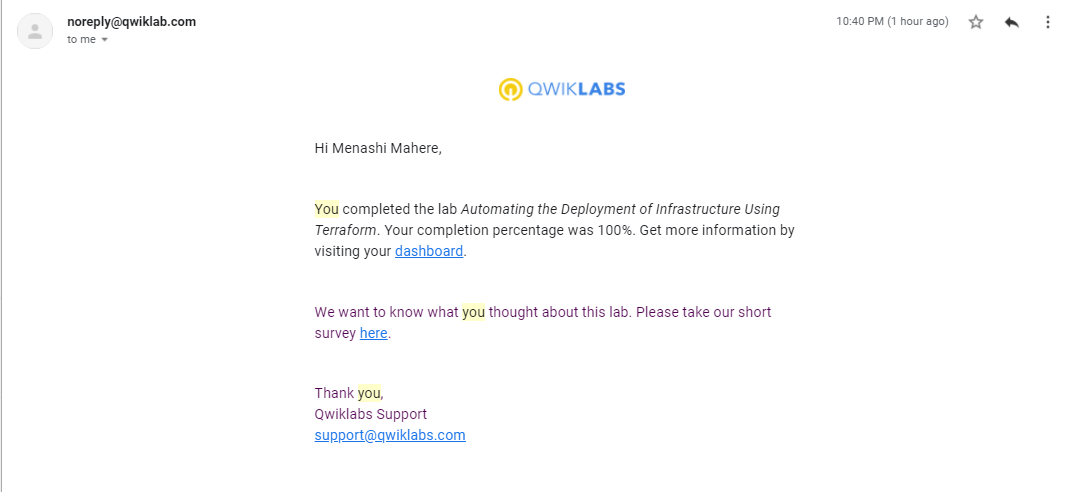 noreply@qwiklab.com
10:40 PM (1 hour ago)
to me
QWIKLABS
Hi Menashi Mahere,
You completed the lab Automating the Deployment of Infrastructure Using
Terraform. Your completion percentage was 100%. Get more information by
visiting your dashboard.
We want to know what you thought about this lab. Please take our short
survey here.
Thank you,
Qwiklabs Support
support@qwiklabs.com